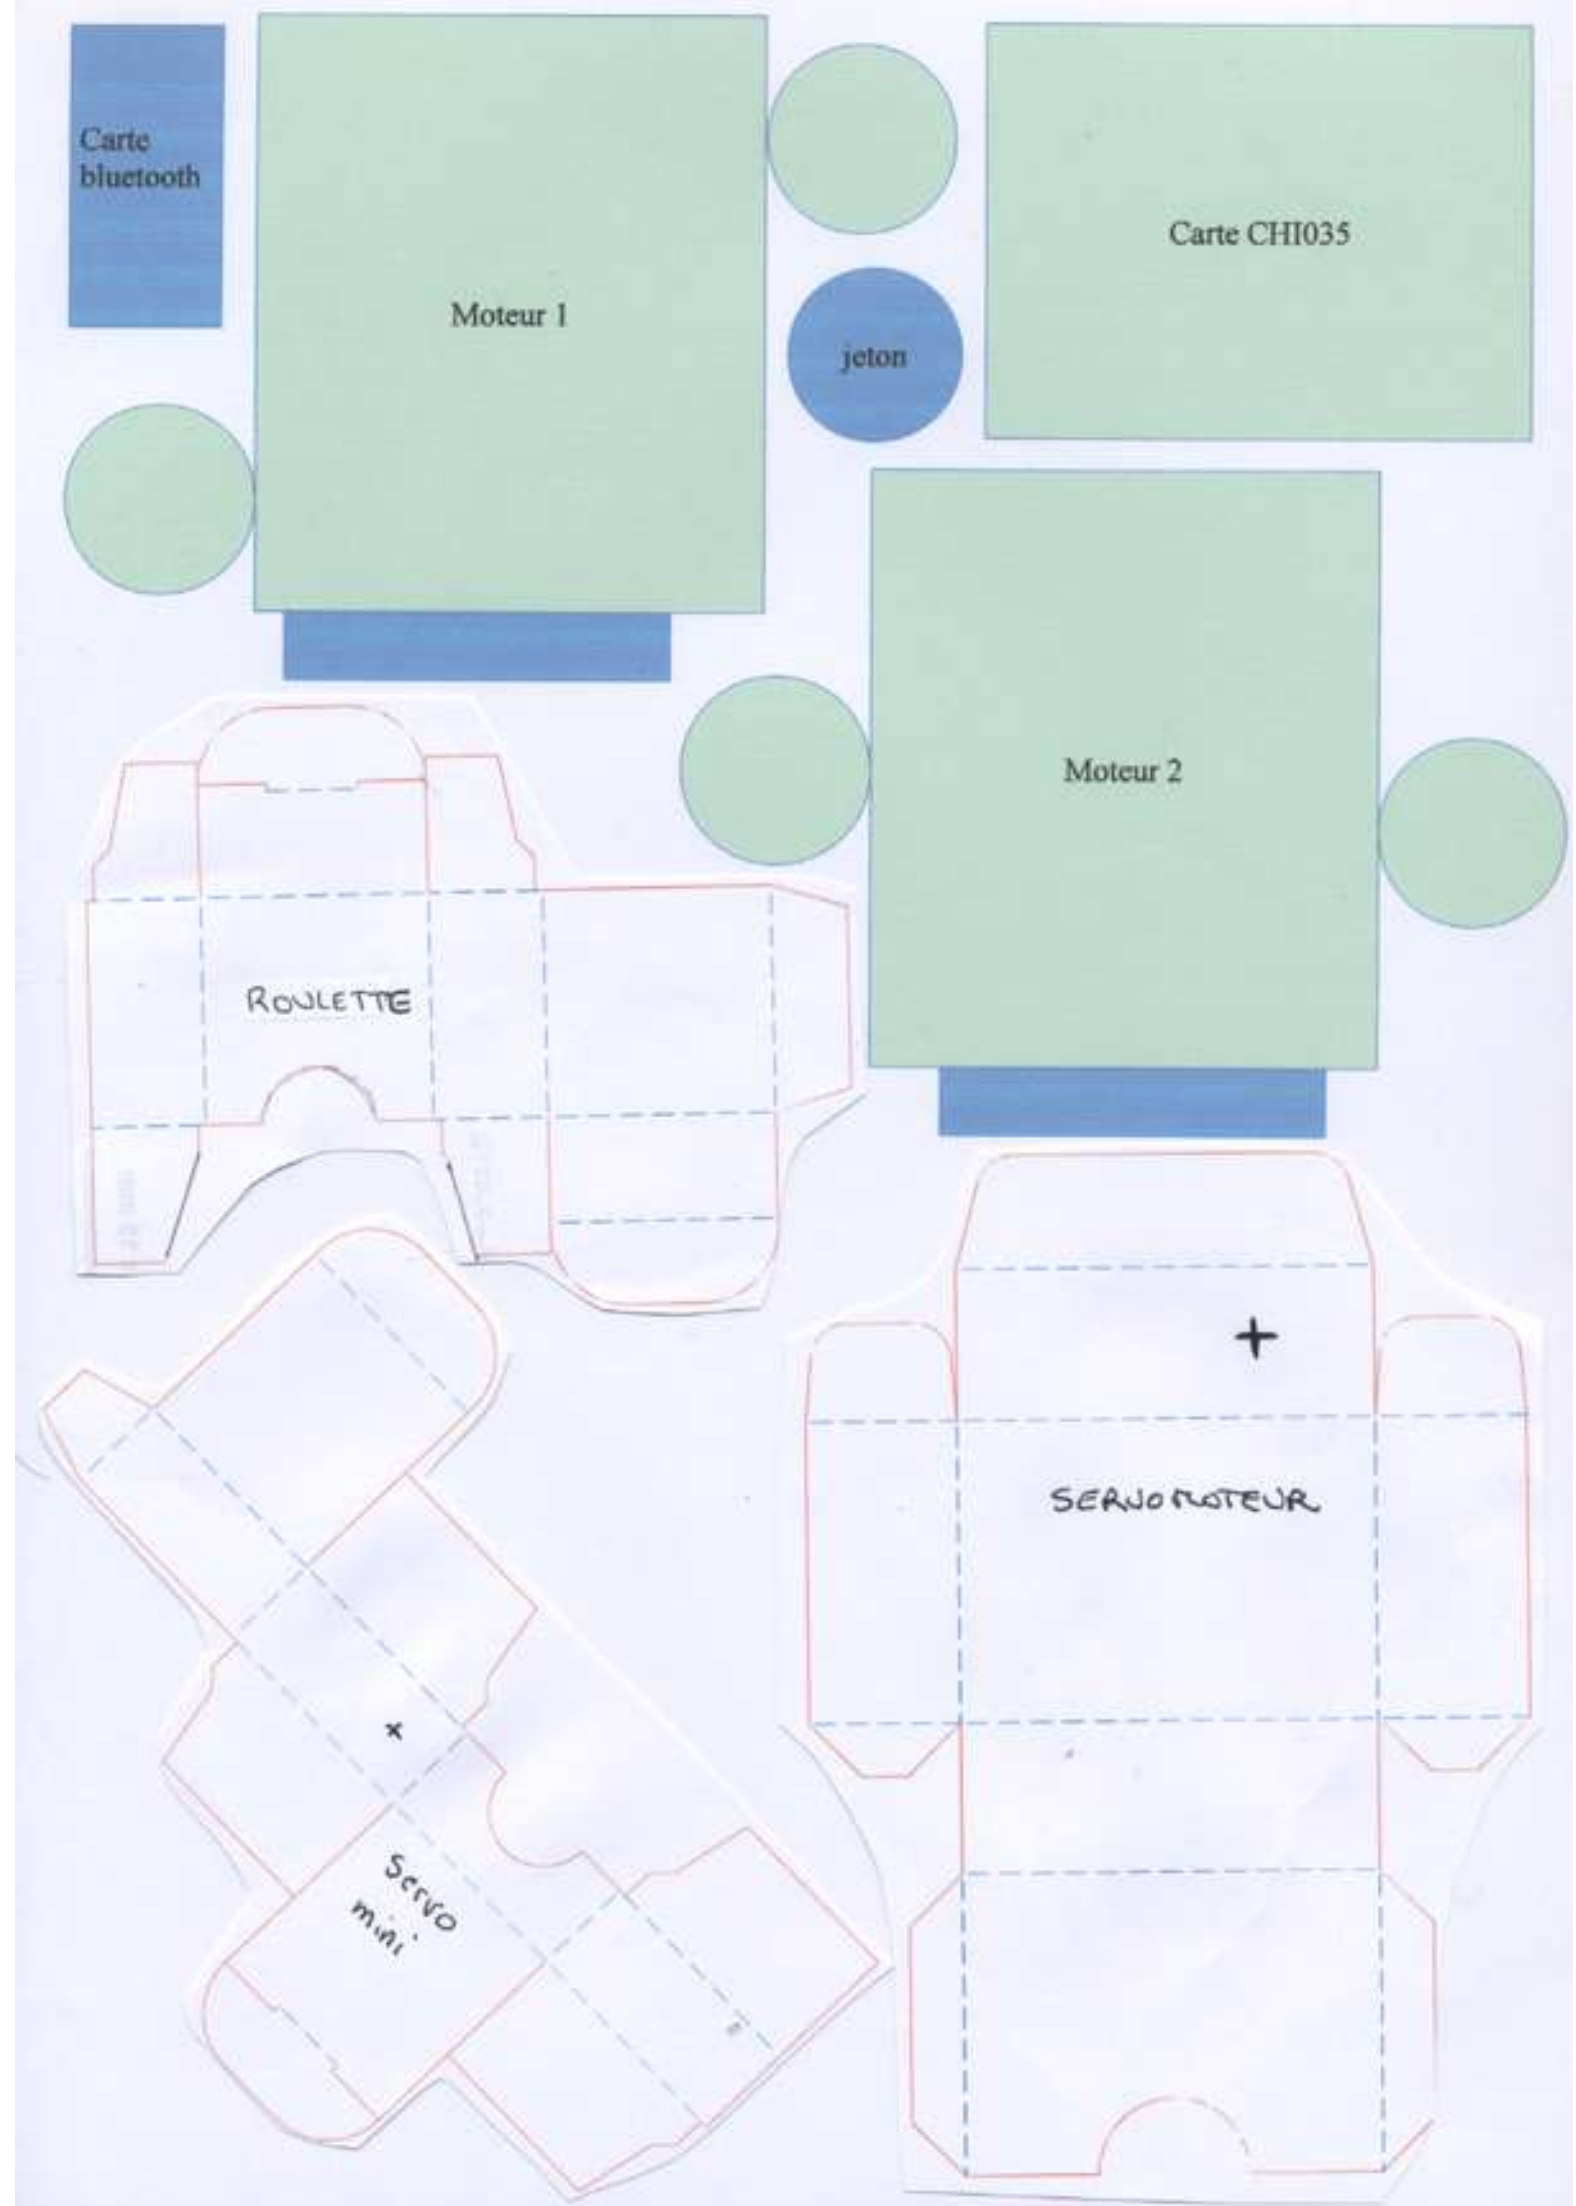 Carte
bluetooth
Moteur 1
Carte CHI035
jeton
Moteur 2
ROULETTE
+
SERVOMOTEUR
x
Servo
mini